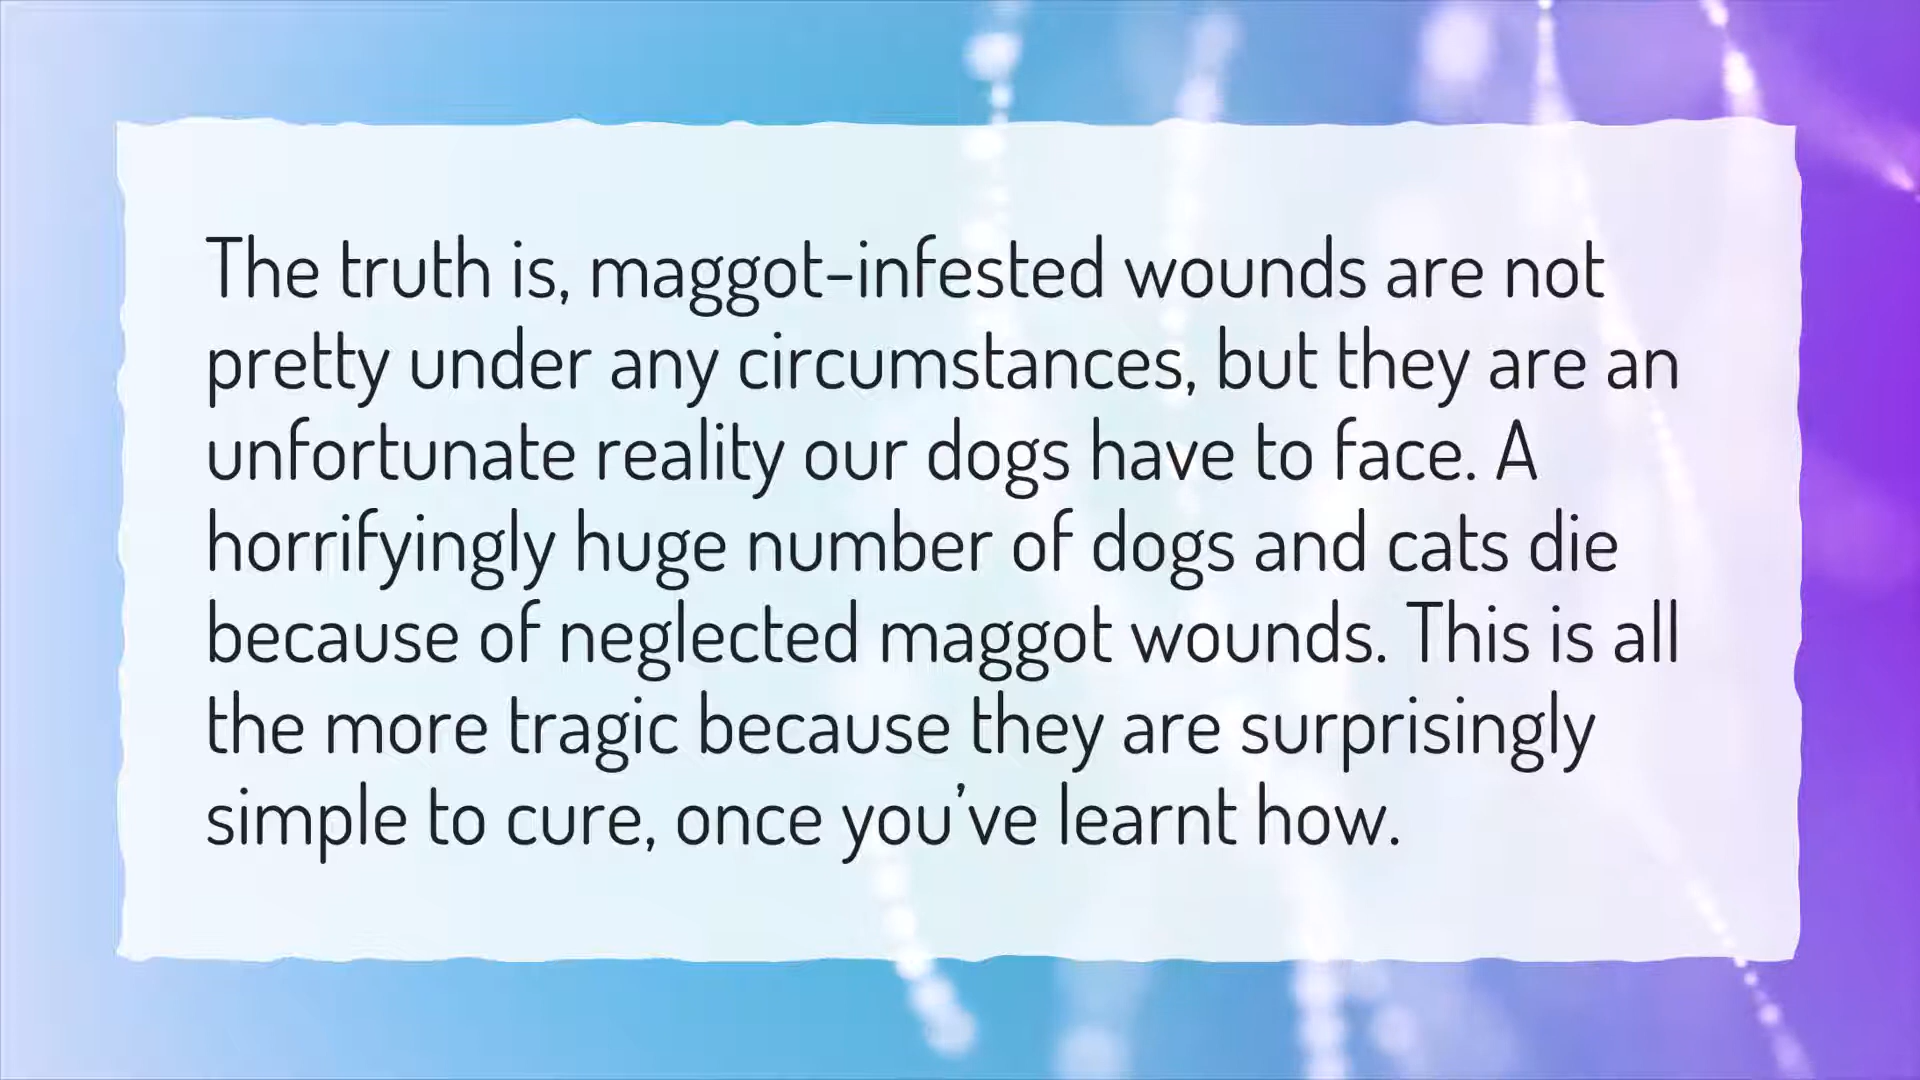 The truth is, maggot-infested wounds are not
pretty under any circumstances, but they are an
unfortunate reality our dogs have to face. A
horrifyingly huge number of dogs and cats die
because of neglected maggot wounds. This is all
the more tragic because they are surprisingly
simple to cure, once you’ve learnt how.